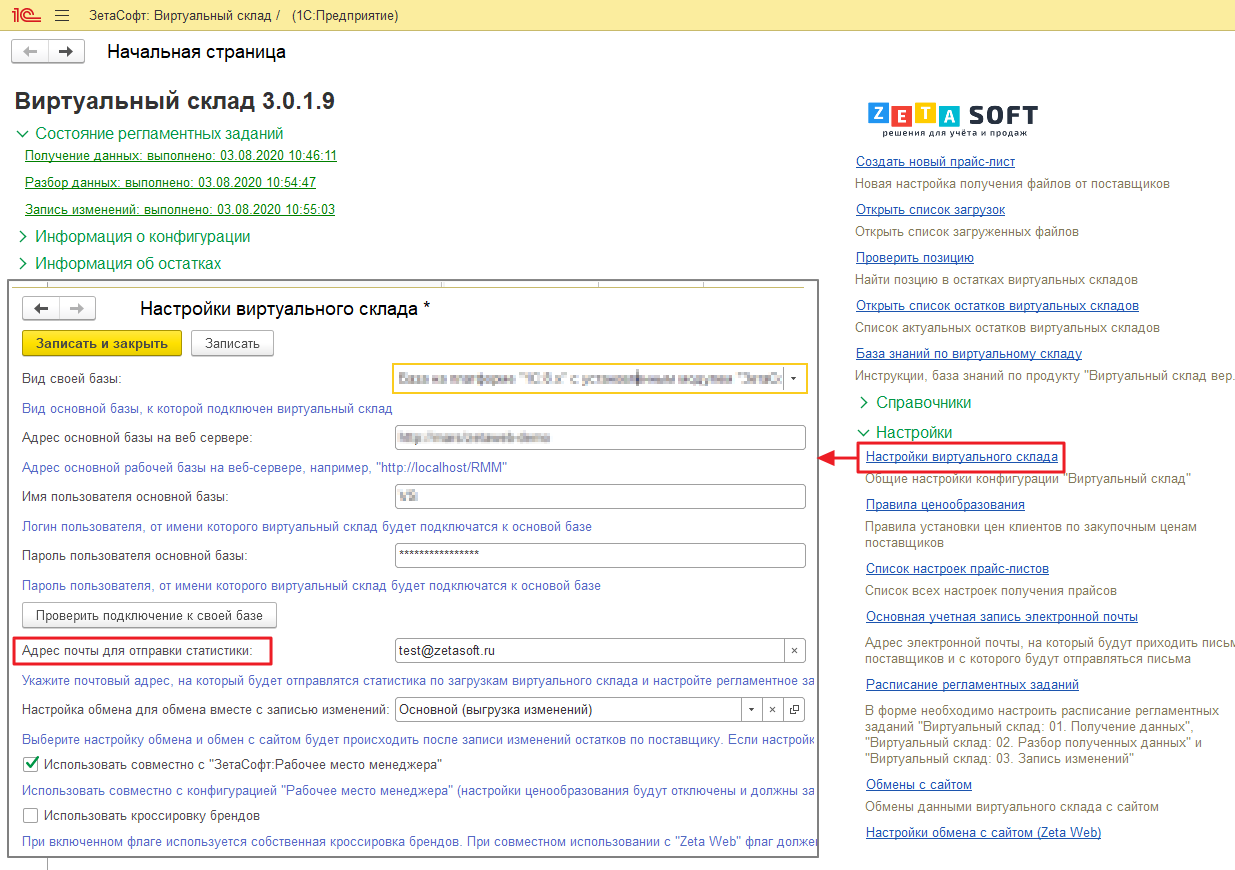 ЗетаСофт: Виртуальный склад / (1С:Предприятие)
Начальная страница
Виртуальный склад 3.0.1.9
Состояние регламентных заданий
Получение данных: выполнено: 03.08.2020 10:46:11
Разбор данных: выполнено: 03.08.2020 10:54:47
Запись изменений: выполнено: 03.08.2020 10:55:03
Информация о конфигурации
Информация об остатках
Настройки виртуального склада *
Записать и закрыть
Записать
Вид своей базы:
Вид основной базы, к которой подключен виртуальный склад
Адрес основной базы на веб сервере:
Адрес основной рабочей базы на веб-сервере, например, "http://localhost/RMM"
Имя пользователя основной базы:
Логин пользователя, от имени которого виртуальный склад будет подключатся к основой базе
Пароль пользователя основной базы: ****************
Пароль пользователя, от имени которого виртуальный склад будет подключатся к основой базе
Проверить подключение к своей базе
Адрес почты для отправки статистики: test@zetasoft.ru
Укажите почтовый адрес, на который будет отправлятся статистика по загрузкам виртуального склада и настройте регламентное за
Настройка обмена для обмена вместе с записью изменений: Основной (выгрузка изменений)
Выберите настройку обмена и обмен с сайтом будет происходить после записи изменений остатков по поставщику. Если настройк
Использовать совместно с "ЗетаСофт:Рабочее место менеджера"
Использовать совместно с конфигурацией "Рабочее место менеджера" (настройки ценообразования будут отключены и должны за
Использовать кроссировку брендов
При включенном флаге используется собственная кроссировка брендов. При совместном использовании с "Zeta Web" флаг должен
ZETA SOFT
решения для учёта и продаж
Создать новый прайс-лист
Новая настройка получения файлов от поставщиков
Открыть список загрузок
Открыть список загруженных файлов
Проверить позицию
Найти позцию в остатках виртуальных складов
Открыть список остатков виртуальных складов
Список актуальных остатков виртуальных складов
База знаний по виртуальному складу
Инструкции, база знаний по продукту "Виртуальный склад вер.
Справочники
Настройки
Настройки виртуального склада
Общие настройки конфигурации "Виртуальный склад"
Правила ценообразования
Правила установки цен клиентов по закупочным ценам
поставщиков
Список настроек прайс-листов
Список всех настроек получения прайсов
Основная учетная запись электронной почты
Адрес электронной почты, на который будут приходить письм
поставщиков и с которого будут отправляться письма
Расписание регламентных заданий
В форме необходимо настроить расписание регламентных
заданий "Виртуальный склад: 01. Получение данных",
"Виртуальный склад: 02. Разбор полученных данных" и
"Виртуальный склад: 03. Запись изменений"
Обмены с сайтом
Обмены данными виртуального склада с сайтом
Настройки обмена с сайтом (Zeta Web)